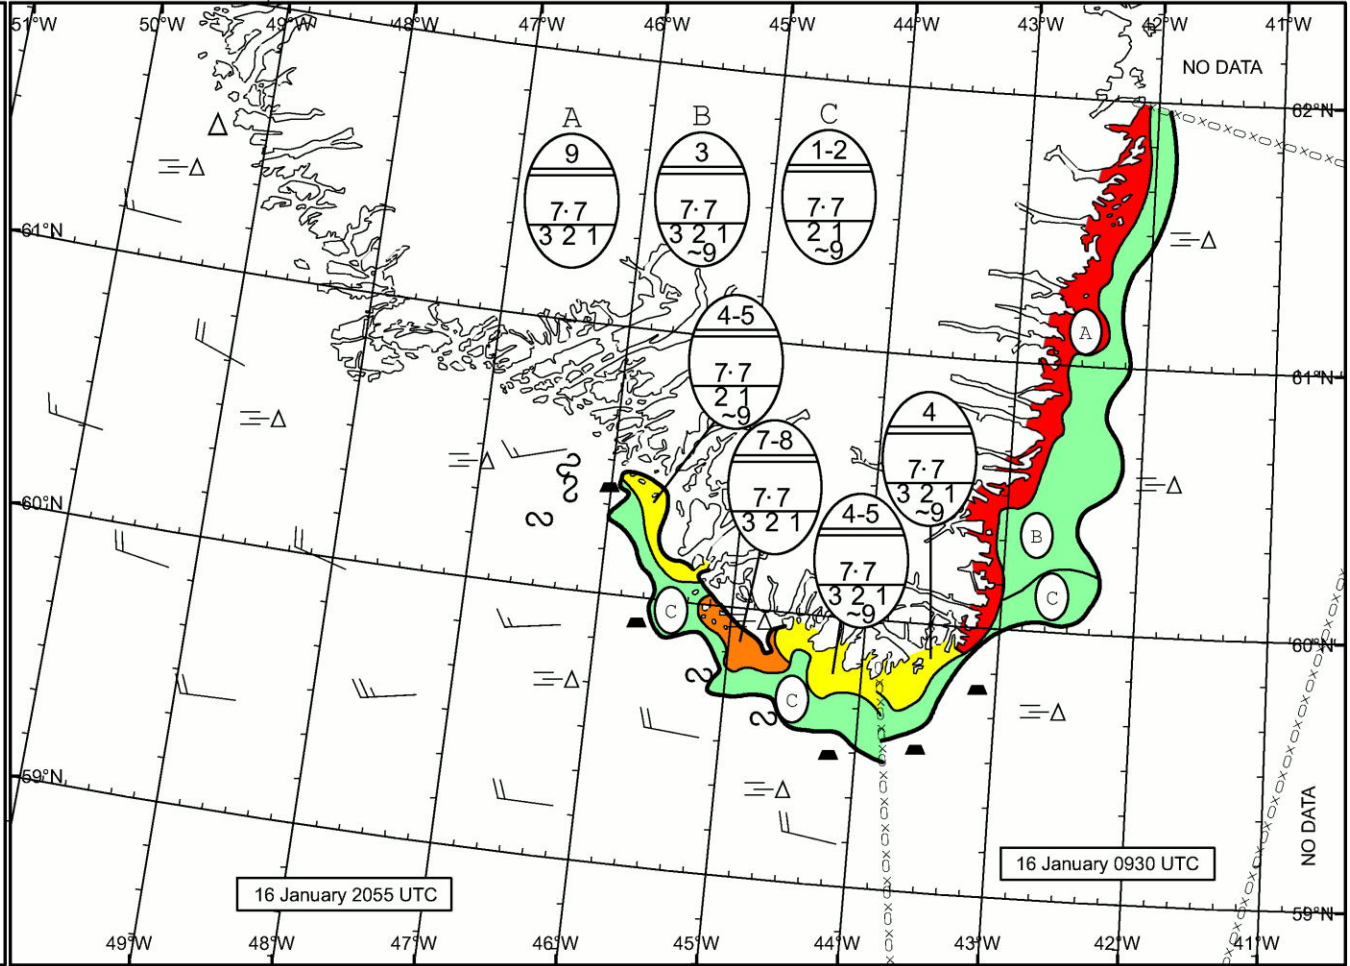 51°W 50°W 49°W 48°W 47°W 46°W 45°W 44°W 43°W 42°W 41°W
NO DATA
62°N
A B C
9 3 1-2
7·7 7·7 7·7
3 2 1 3 2 1 2 1
~9 ~9
61°N
4-5
7·7
2 1
~9
A
61°N
4
7·7
3 2 1
~9
7-8
7·7
3 2 1
60°N
4-5
7·7
3 2 1
~9
B
C
C
60°N
C
59°N
NO DATA
16 January 0930 UTC
16 January 2055 UTC
59°N
49°W 48°W 47°W 46°W 45°W 44°W 43°W 42°W 41°W